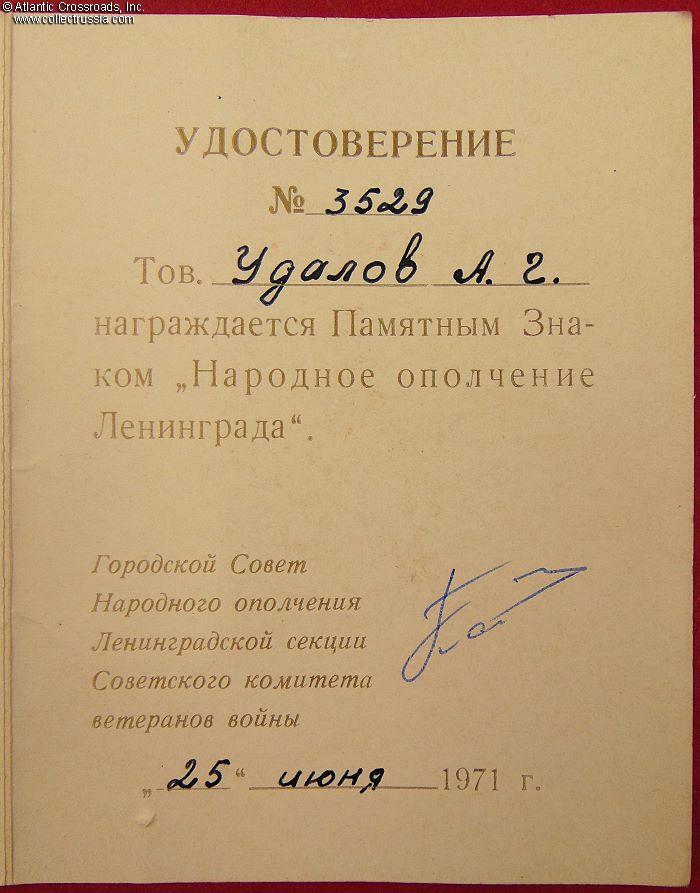 © Atlantic Crossroads, Inc.
www.collectrussia.com
УДОСТОВЕРЕНИЕ
№ 3529
Тов. Удалов А. г.
награждается Памятным Зна-
ком „Народное ополчение
Ленинграда“.
Городской Совет
Народного ополчения
Ленинградской секции
Советского комитета
ветеранов войны
„25“ июня 1971 г.